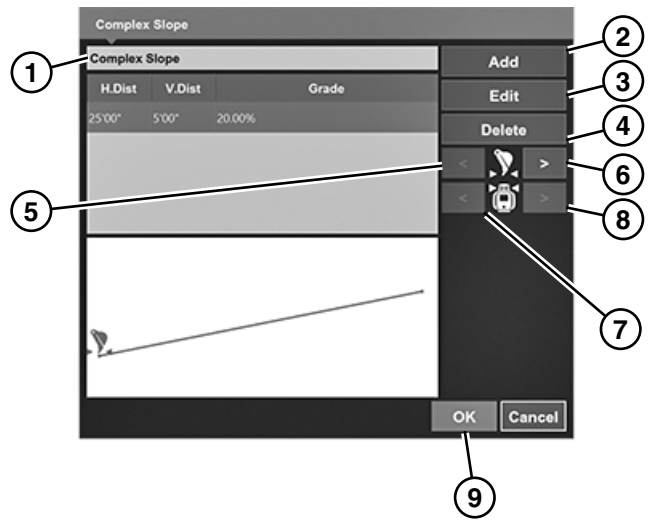 Complex Slope
Complex Slope
H.Dist V.Dist Grade
25'00" 5'00" 20.00%
Add
Edit
Delete
< >
< >
OK Cancel
1
2
3
4
5
6
7
8
9